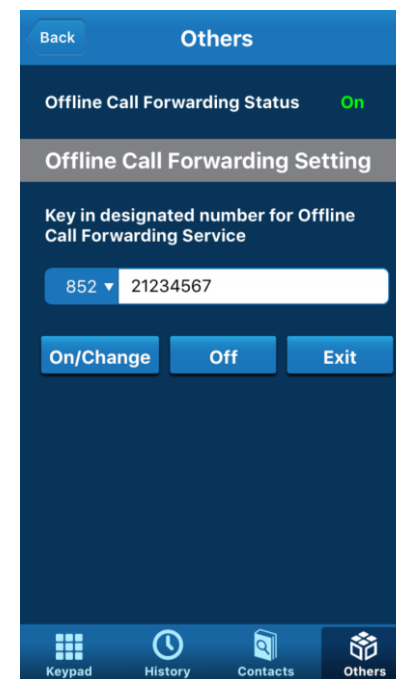 Back
Others
Offline Call Forwarding Status On
Offline Call Forwarding Setting
Key in designated number for Offline
Call Forwarding Service
852 ▼ 21234567
On/Change Off Exit
Keypad History Contacts Others